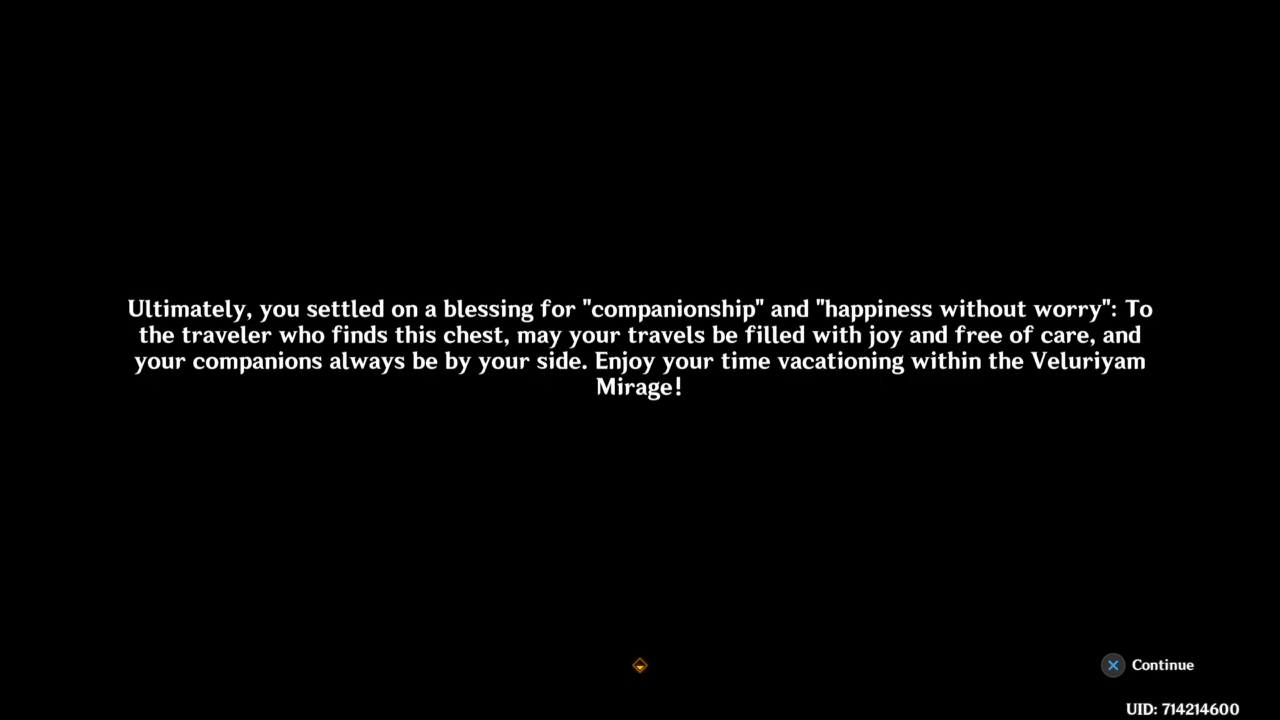 Ultimately, you settled on a blessing for "companionship" and "happiness without worry": To
the traveler who finds this chest, may your travels be filled with joy and free of care, and
your companions always be by your side. Enjoy your time vacationing within the Veluriyam
Mirage!
Continue
UID: 714214600